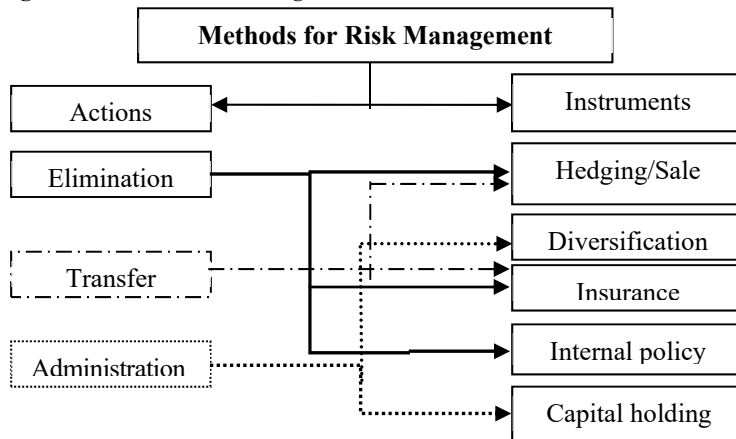 Methods for Risk Management
Actions
Instruments
Elimination
Hedging/Sale
Diversification
Transfer
Insurance
Internal policy
Administration
Capital holding